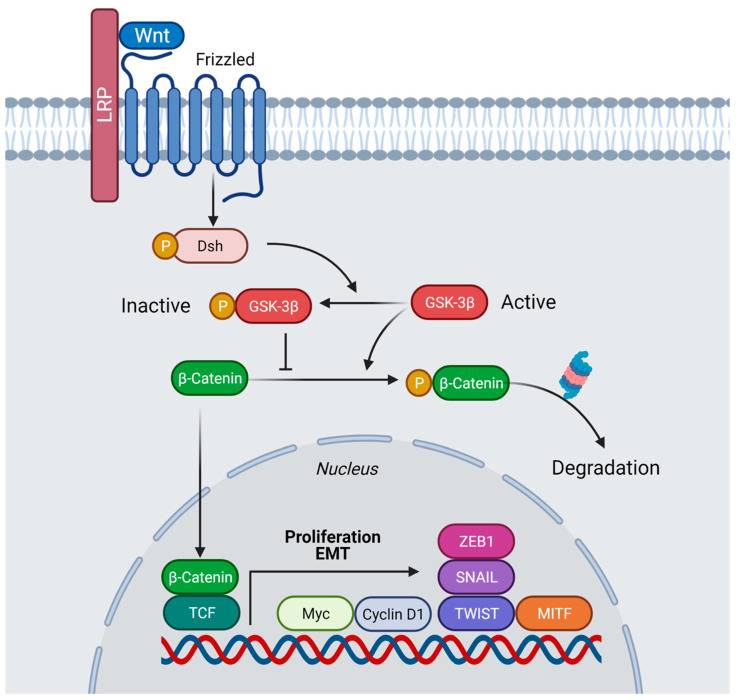 Wnt
Frizzled
LRP
P
Dsh
Inactive
P
GSK-3β
GSK-3β
Active
β-Catenin
P
β-Catenin
Degradation
Nucleus
Proliferation
EMT
ZEB1
SNAIL
β-Catenin
TCF
Myc
Cyclin D1
TWIST
MITF